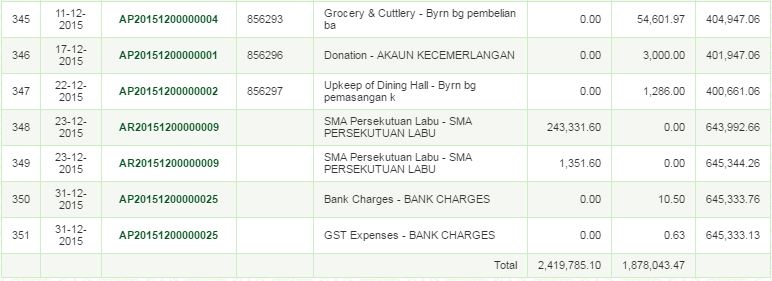 345 11-12-2015 AP20151200000004 856293 Grocery & Cuttlery - Byrn bg pembelian ba 0.00 54,601.97 404,947.06
346 17-12-2015 AP20151200000001 856296 Donation - AKAUN KECEMERLANGAN 0.00 3,000.00 401,947.06
347 22-12-2015 AP20151200000002 856297 Upkeep of Dining Hall - Byrn bg pemasangan k 0.00 1,286.00 400,661.06
348 23-12-2015 AR20151200000009 SMA Persekutuan Labu - SMA PERSEKUTUAN LABU 243,331.60 0.00 643,992.66
349 23-12-2015 AR20151200000009 SMA Persekutuan Labu - SMA PERSEKUTUAN LABU 1,351.60 0.00 645,344.26
350 31-12-2015 AP20151200000025 Bank Charges - BANK CHARGES 0.00 10.50 645,333.76
351 31-12-2015 AP20151200000025 GST Expenses - BANK CHARGES 0.00 0.63 645,333.13
Total 2,419,785.10 1,878,043.47